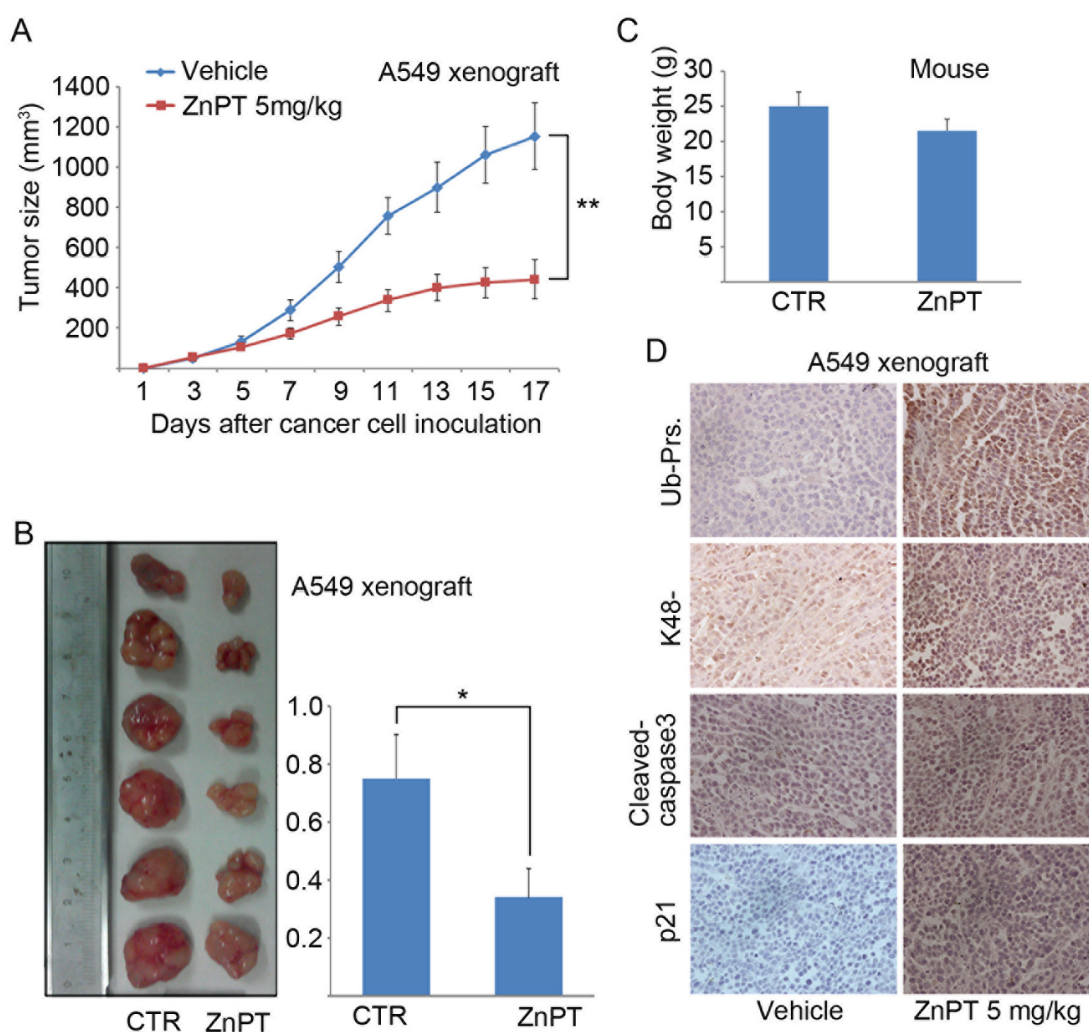 A
Vehicle
A549 xenograft
ZnPT 5mg/kg
Tumor size (mm³)
1400
1200
1000
800
600
400
200
1 3 5 7 9 11 13 15 17
Days after cancer cell inoculation
**
C
Mouse
Body weight (g)
30
25
20
15
10
5
CTR ZnPT
B
A549 xenograft
CTR ZnPT
*
1.0
0.8
0.6
0.4
0.2
CTR ZnPT
D
A549 xenograft
Ub-Prs.
K48-
Cleaved-
caspase3
p21
Vehicle ZnPT 5 mg/kg